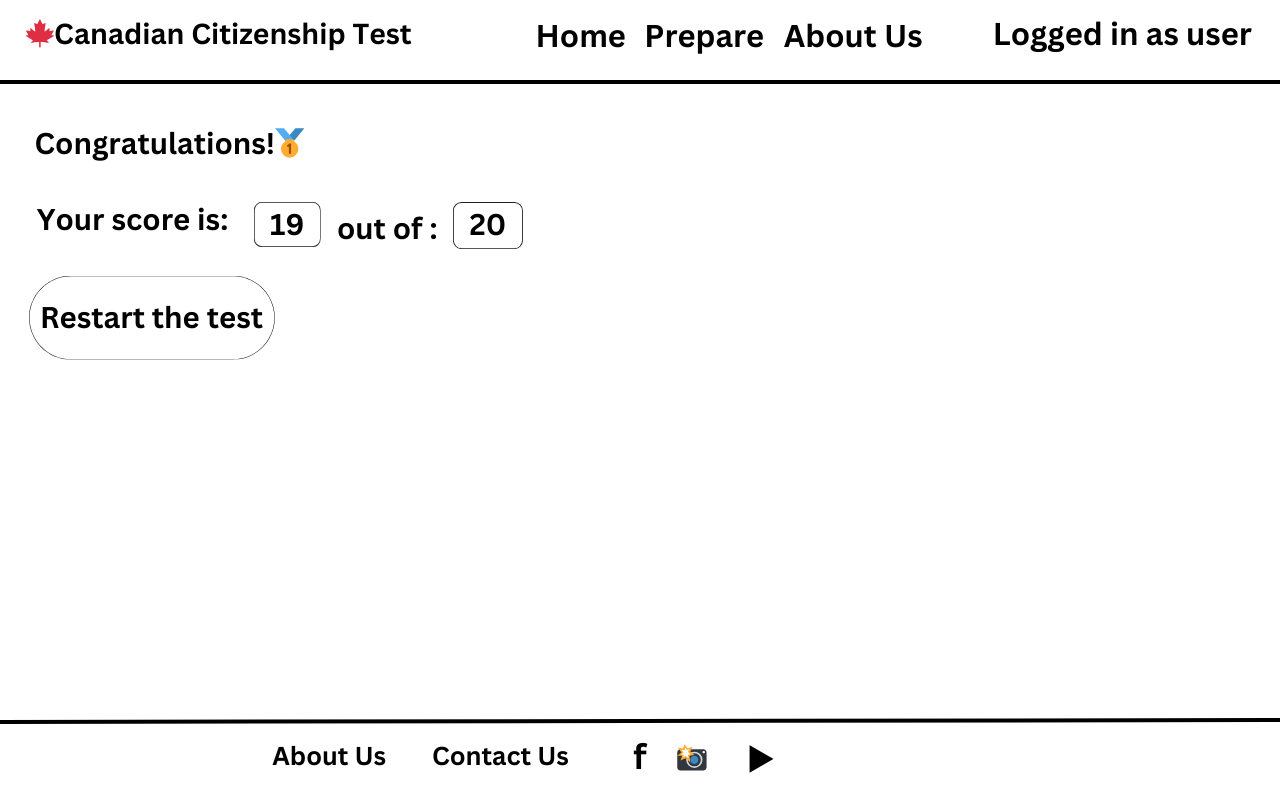 🍁Canadian Citizenship Test Home Prepare About Us Logged in as user
Congratulations!🥇
Your score is: 19 out of : 20
Restart the test
About Us Contact Us f 📸 ▶